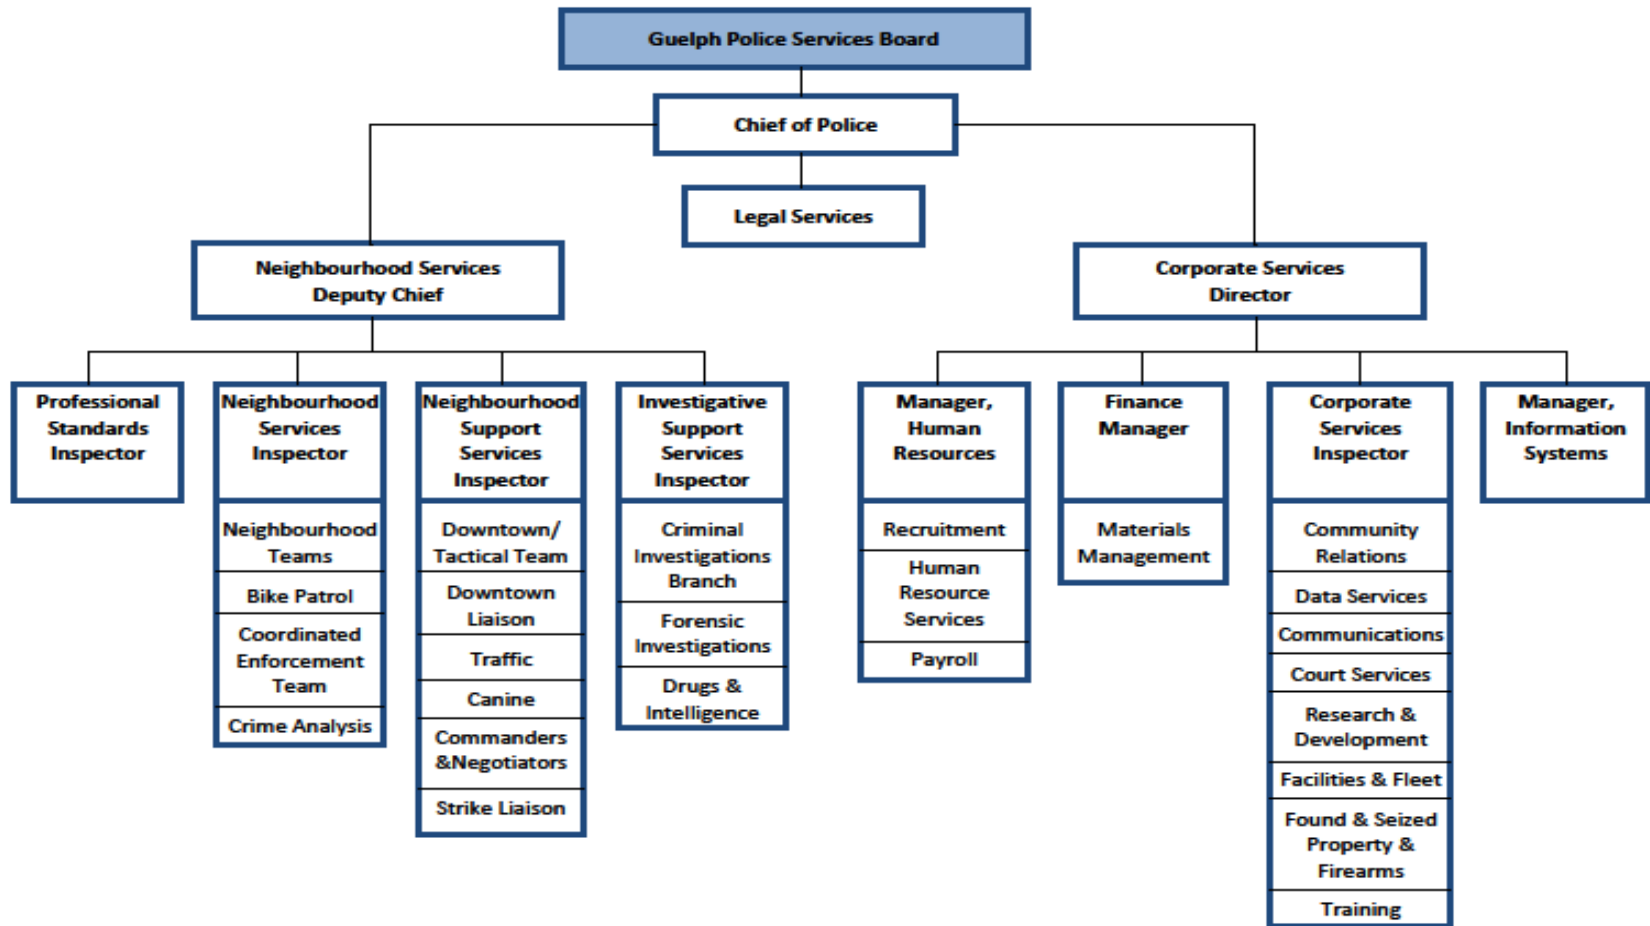 Guelph Police Services Board
Chief of Police
Legal Services
Neighbourhood Services
Deputy Chief
Corporate Services
Director
Professional
Standards
Inspector
Neighbourhood
Services
Inspector
Neighbourhood
Teams
Bike Patrol
Coordinated
Enforcement
Team
Crime Analysis
Neighbourhood
Support
Services
Inspector
Downtown/
Tactical Team
Downtown
Liaison
Traffic
Canine
Commanders
&Negotiators
Strike Liaison
Investigative
Support
Services
Inspector
Criminal
Investigations
Branch
Forensic
Investigations
Drugs &
Intelligence
Manager,
Human
Resources
Recruitment
Human
Resource
Services
Payroll
Finance
Manager
Materials
Management
Corporate
Services
Inspector
Community
Relations
Data Services
Communications
Court Services
Research &
Development
Facilities & Fleet
Found & Seized
Property &
Firearms
Training
Manager,
Information
Systems